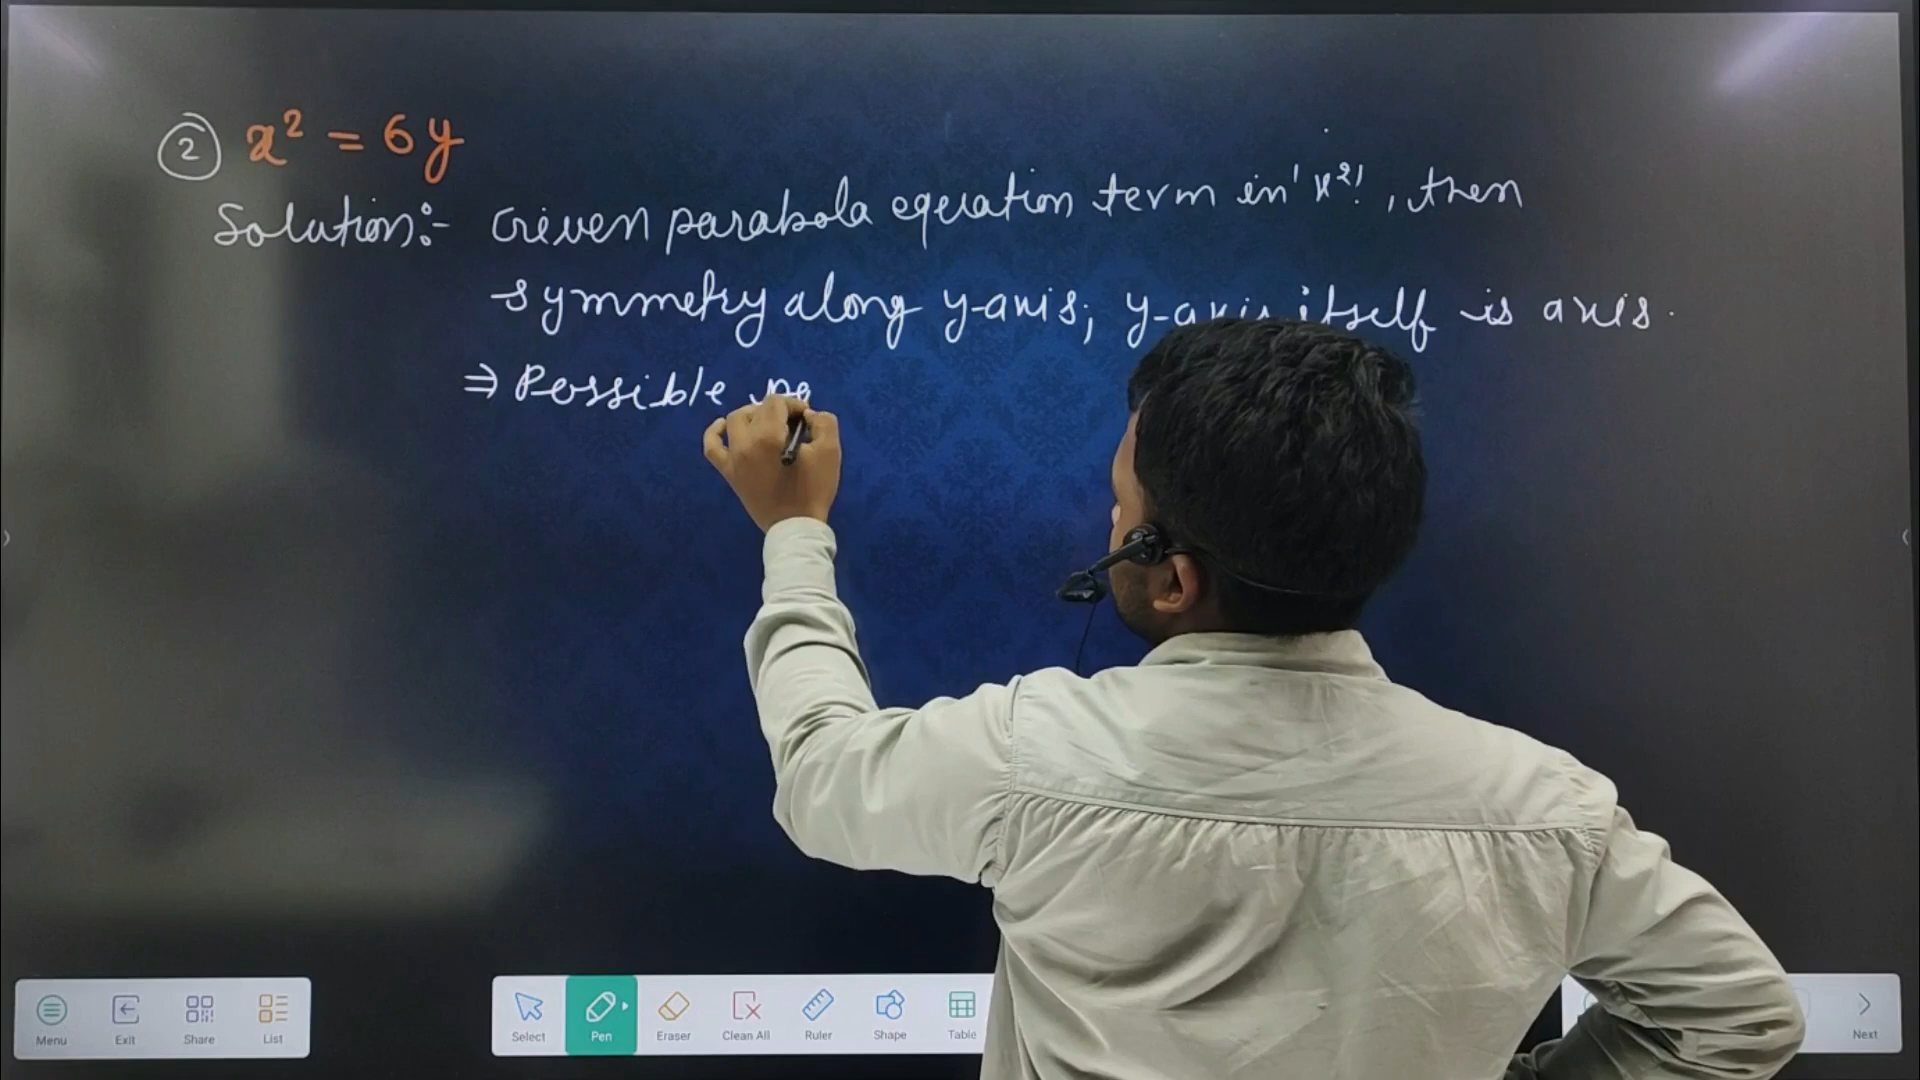 ② x² = 6y
Solution:- Given parabola equation term in 'x²', then
symmetry along y-axis; y-axis itself is axis.
⇒ Possible
Menu Exit Share List Select Pen Eraser Clean All Ruler Shape Table Next